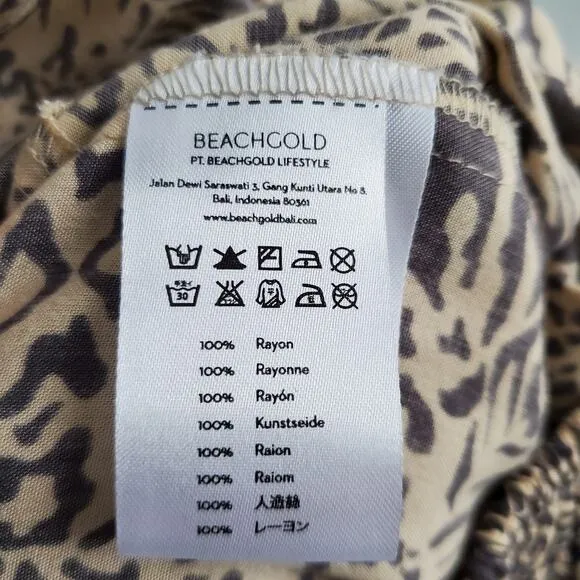 BEACHGOLD
PT. BEACHGOLD LIFESTYLE
Jalan Dewi Saraswati 3, Gang Kunti Utara No 8.
Bali, Indonesia 80361
www.beachgoldbali.com
30
100% Rayon
100% Rayonne
100% Rayón
100% Kunstseide
100% Raion
100% Raiom
100% 人造絲
100% レーヨン